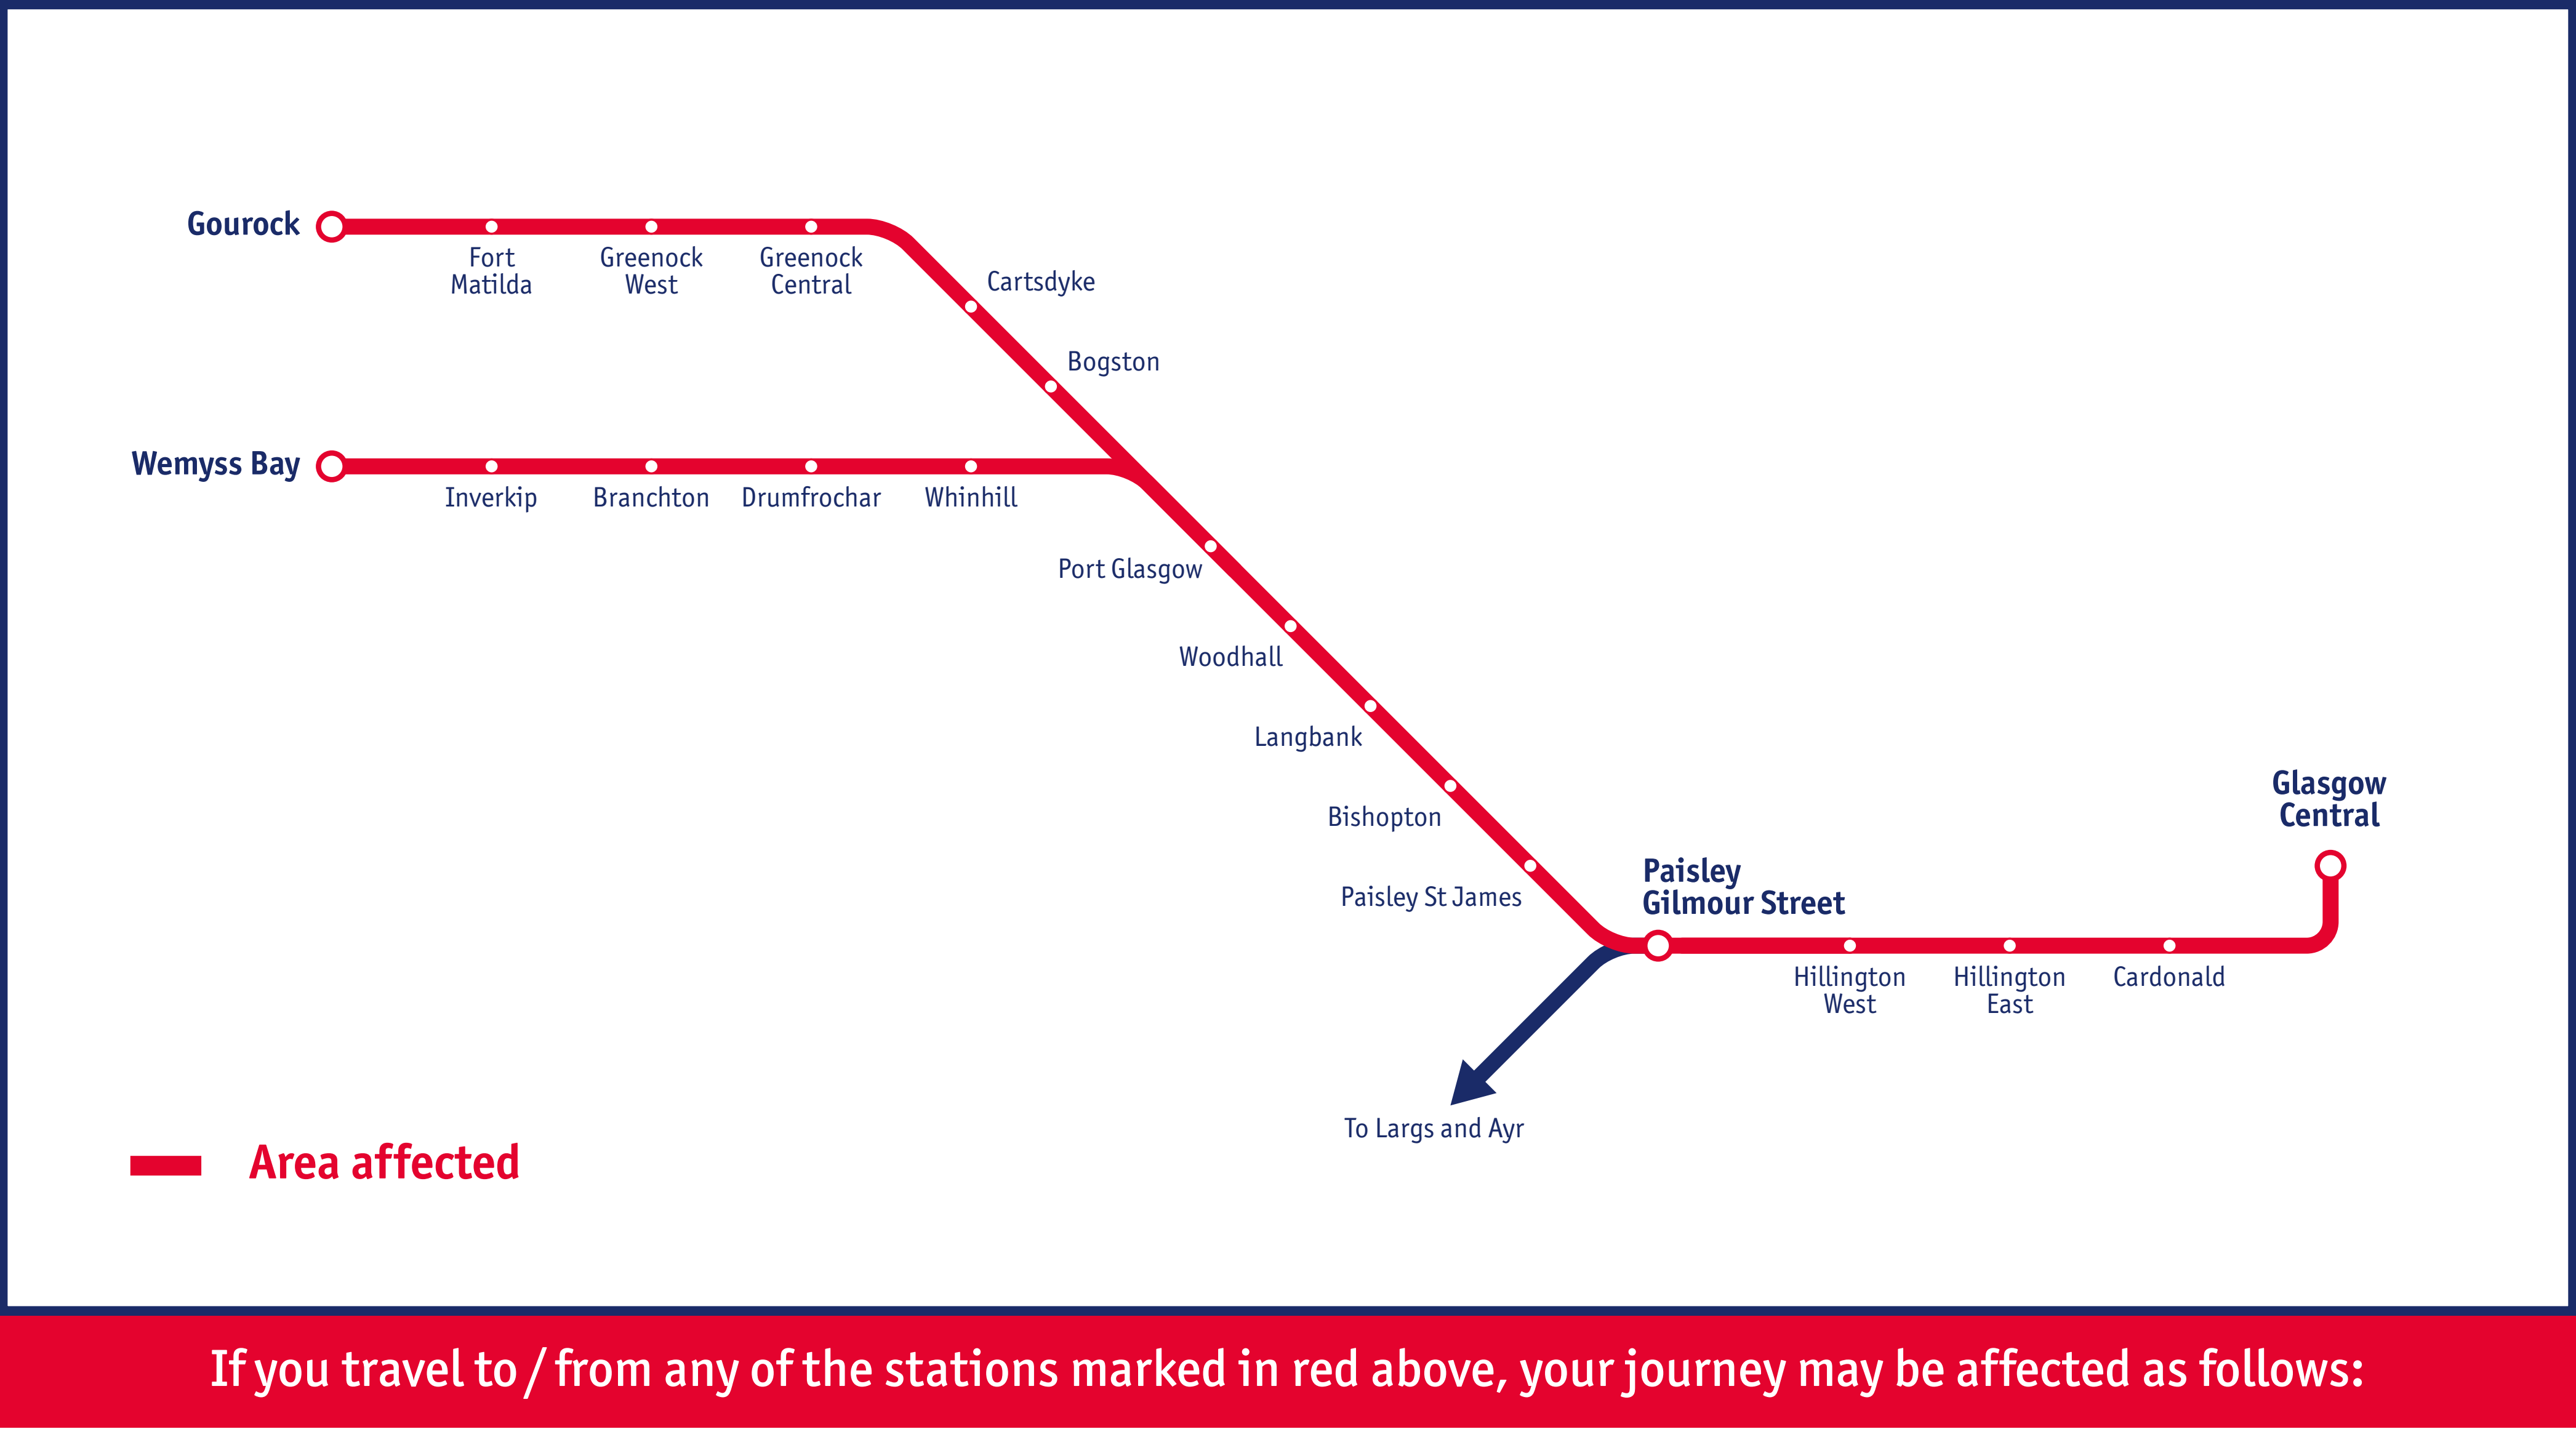 Gourock
Fort
Matilda
Greenock
West
Greenock
Central
Cartsdyke
Bogston
Wemyss Bay
Inverkip
Branchton
Drumfrochar
Whinhill
Port Glasgow
Woodhall
Langbank
Bishopton
Paisley St James
Paisley
Gilmour Street
Hillington
West
Hillington
East
Cardonald
Glasgow
Central
To Largs and Ayr
Area affected
If you travel to/from any of the stations marked in red above, your journey may be affected as follows: